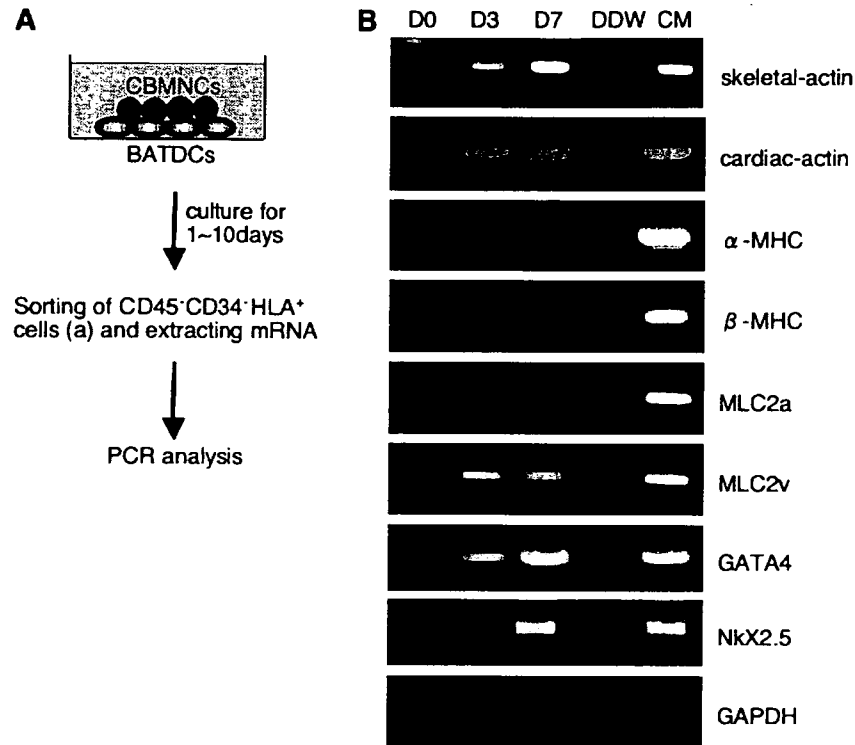 A
CBMNCs
BATDCs
culture for
1~10days
Sorting of CD45⁻CD34⁻HLA⁺
cells (a) and extracting mRNA
PCR analysis
B
D0 D3 D7 DDW CM
skeletal-actin
cardiac-actin
α-MHC
β-MHC
MLC2a
MLC2v
GATA4
NkX2.5
GAPDH